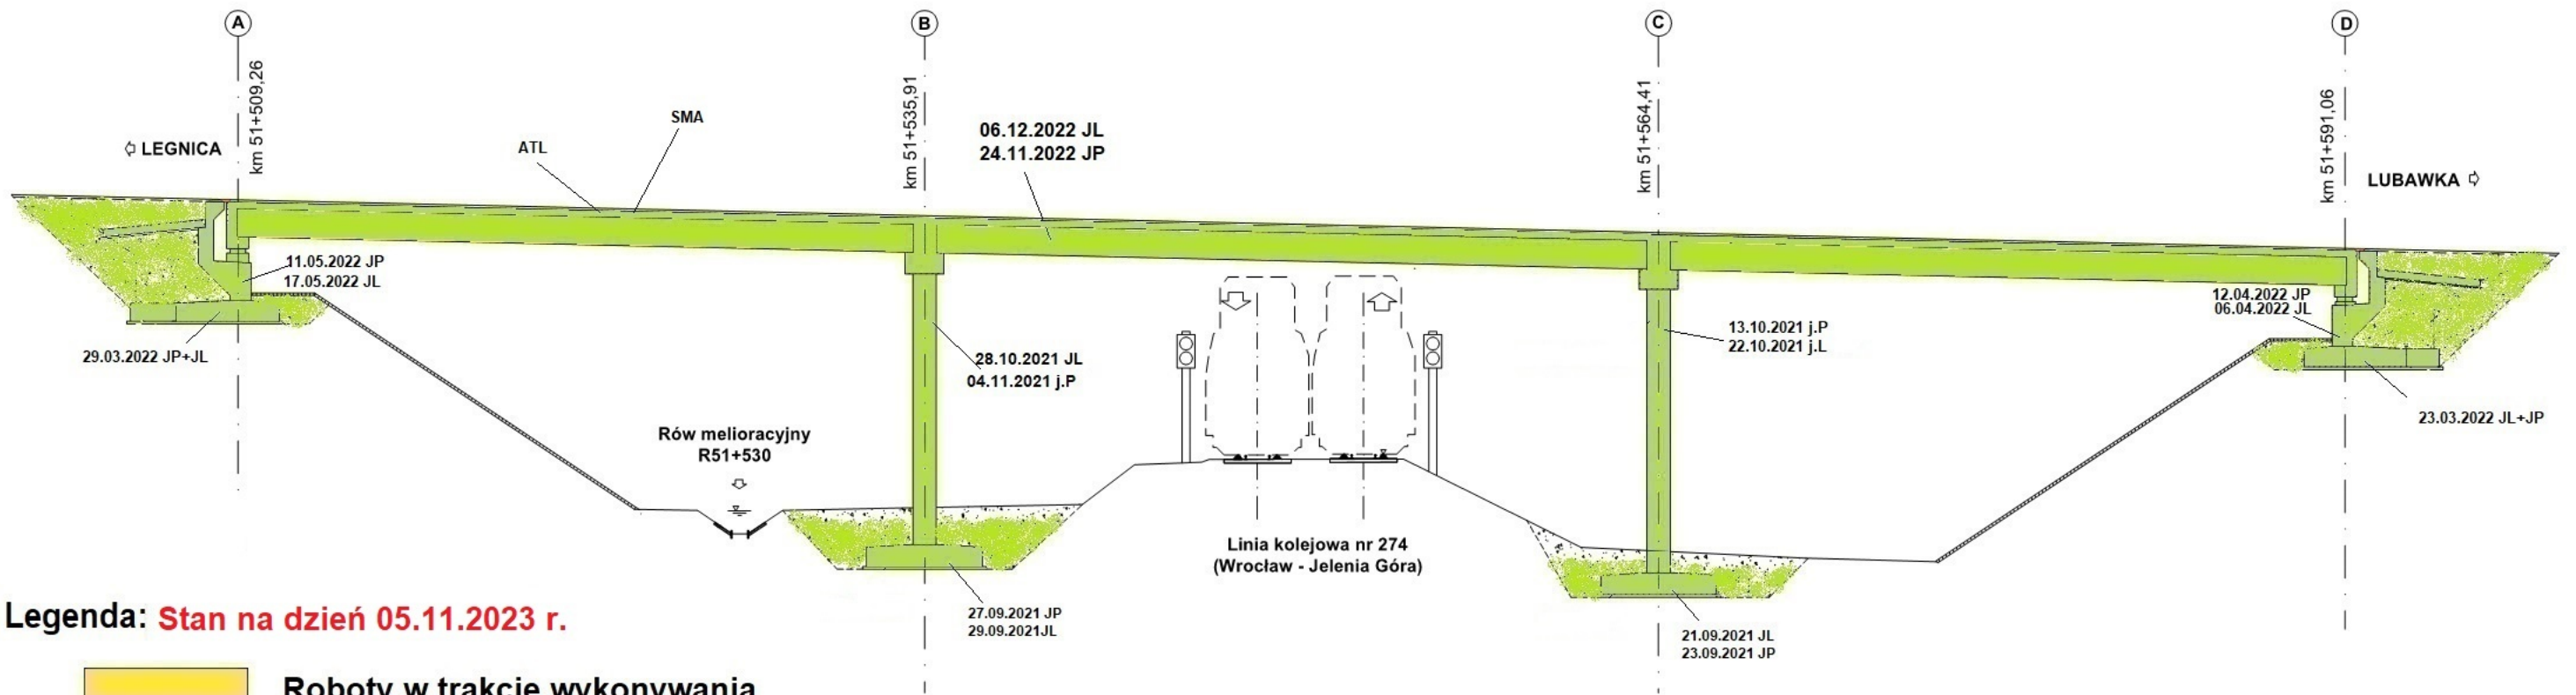 A
B
C
D
km 51+509,26
km 51+535,91
km 51+564,41
km 51+591,06
LEGNICA
ATL
SMA
06.12.2022 JL
24.11.2022 JP
LUBAWKA
11.05.2022 JP
17.05.2022 JL
29.03.2022 JP+JL
28.10.2021 JL
04.11.2021 j.P
13.10.2021 j.P
22.10.2021 j.L
12.04.2022 JP
06.04.2022 JL
23.03.2022 JL+JP
Rów melioracyjny
R51+530
Linia kolejowa nr 274
(Wrocław - Jelenia Góra)
27.09.2021 JP
29.09.2021JL
21.09.2021 JL
23.09.2021 JP
Legenda: Stan na dzień 05.11.2023 r.
Roboty w trakcie wykonywania